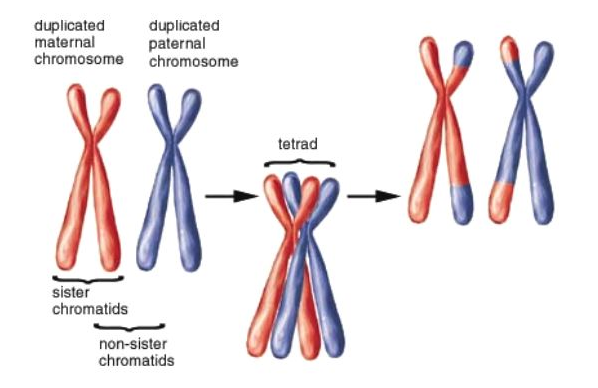 duplicated
maternal
chromosome
duplicated
paternal
chromosome
tetrad
sister
chromatids
non-sister
chromatids